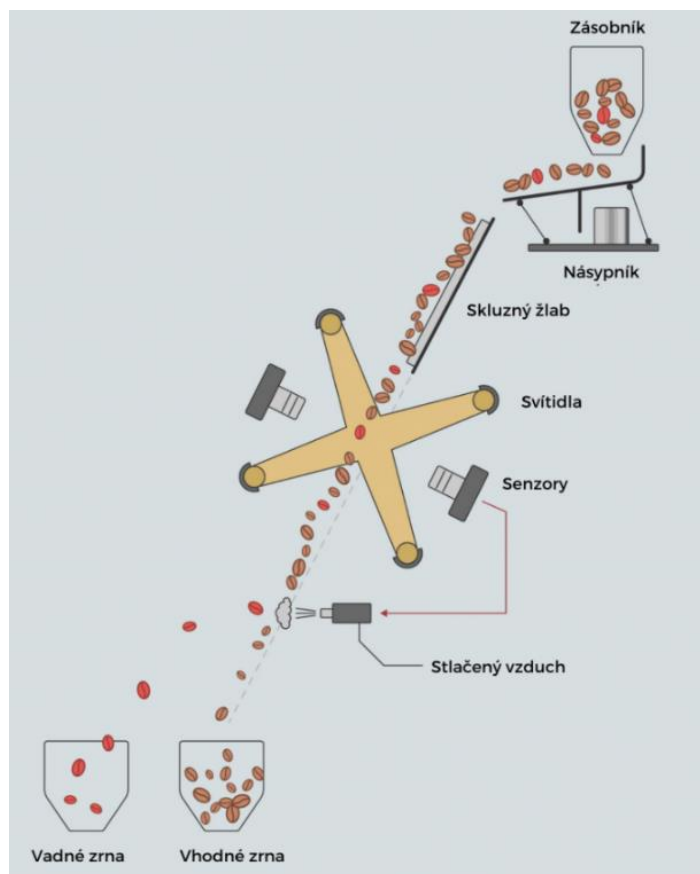 Zásobník
Násypník
Skluzný žlab
Svítidla
Senzory
Stlačený vzduch
Vadné zrna
Vhodné zrna